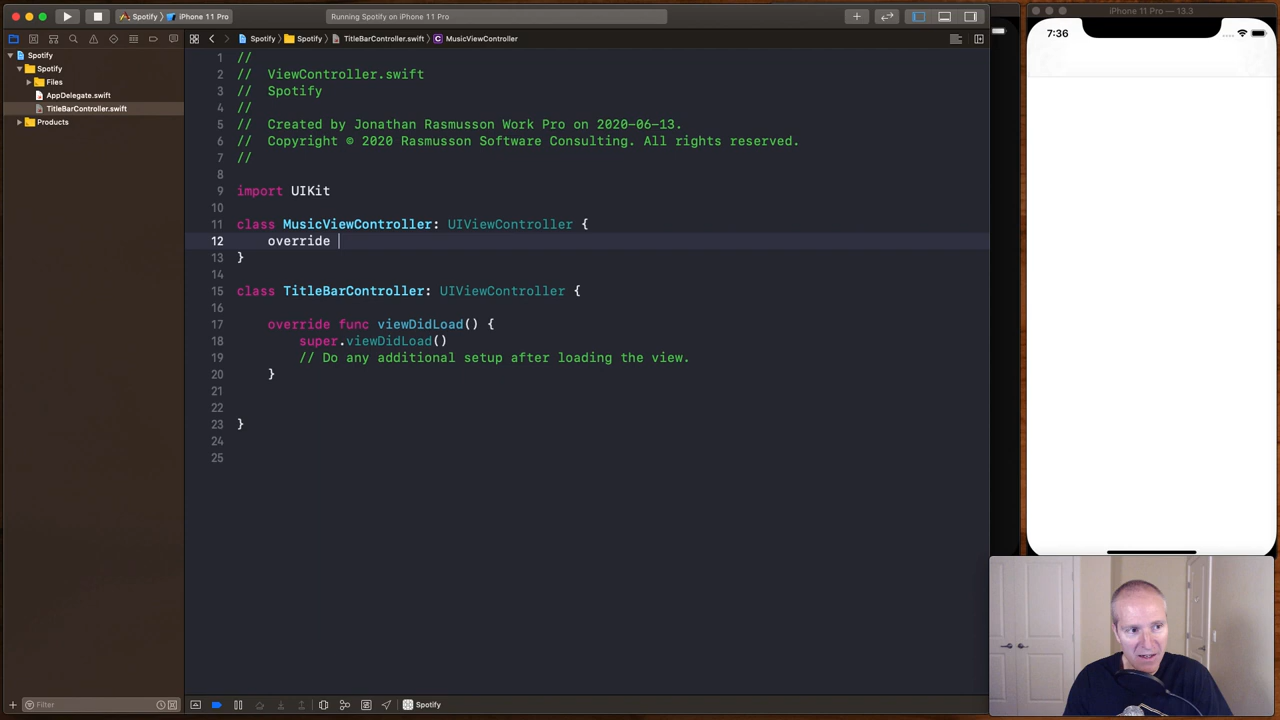 Spotify
iPhone 11 Pro
Running Spotify on iPhone 11 Pro
iPhone 11 Pro — 13.3
Spotify
Spotify
TitleBarController.swift
MusicViewController
Spotify
Spotify
Files
AppDelegate.swift
TitleBarController.swift
Products
1 //
2 // ViewController.swift
3 // Spotify
4 //
5 // Created by Jonathan Rasmusson Work Pro on 2020-06-13.
6 // Copyright © 2020 Rasmusson Software Consulting. All rights reserved.
7 //
8
9 import UIKit
10
11 class MusicViewController: UIViewController {
12 override
13 }
14
15 class TitleBarController: UIViewController {
16
17 override func viewDidLoad() {
18 super.viewDidLoad()
19 // Do any additional setup after loading the view.
20 }
21
22
23 }
24
25
7:36
Filter
Spotify